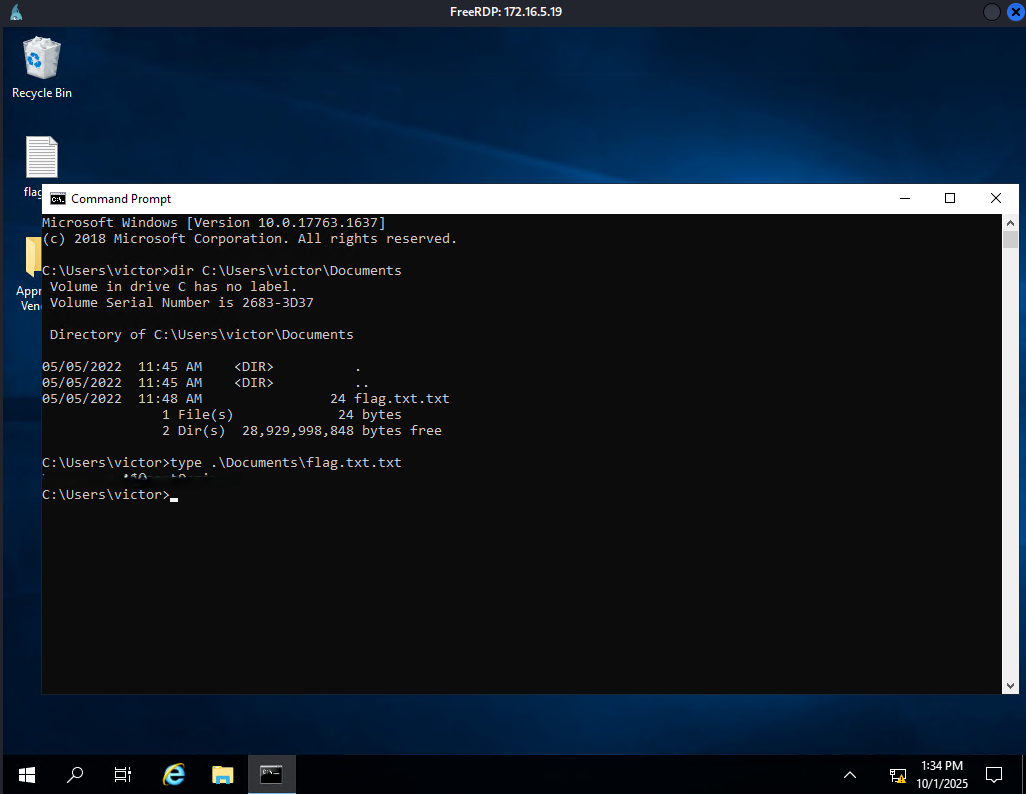 FreeRDP: 172.16.5.19
Recycle Bin
flag
Command Prompt
Microsoft Windows [Version 10.0.17763.1637]
(c) 2018 Microsoft Corporation. All rights reserved.
C:\Users\victor>dir C:\Users\victor\Documents
Volume in drive C has no label.
Volume Serial Number is 2683-3D37
Directory of C:\Users\victor\Documents
05/05/2022 11:45 AM <DIR> .
05/05/2022 11:45 AM <DIR> ..
05/05/2022 11:48 AM 24 flag.txt.txt
1 File(s) 24 bytes
2 Dir(s) 28,929,998,848 bytes free
C:\Users\victor>type .\Documents\flag.txt.txt
C:\Users\victor>
1:34 PM
10/1/2025